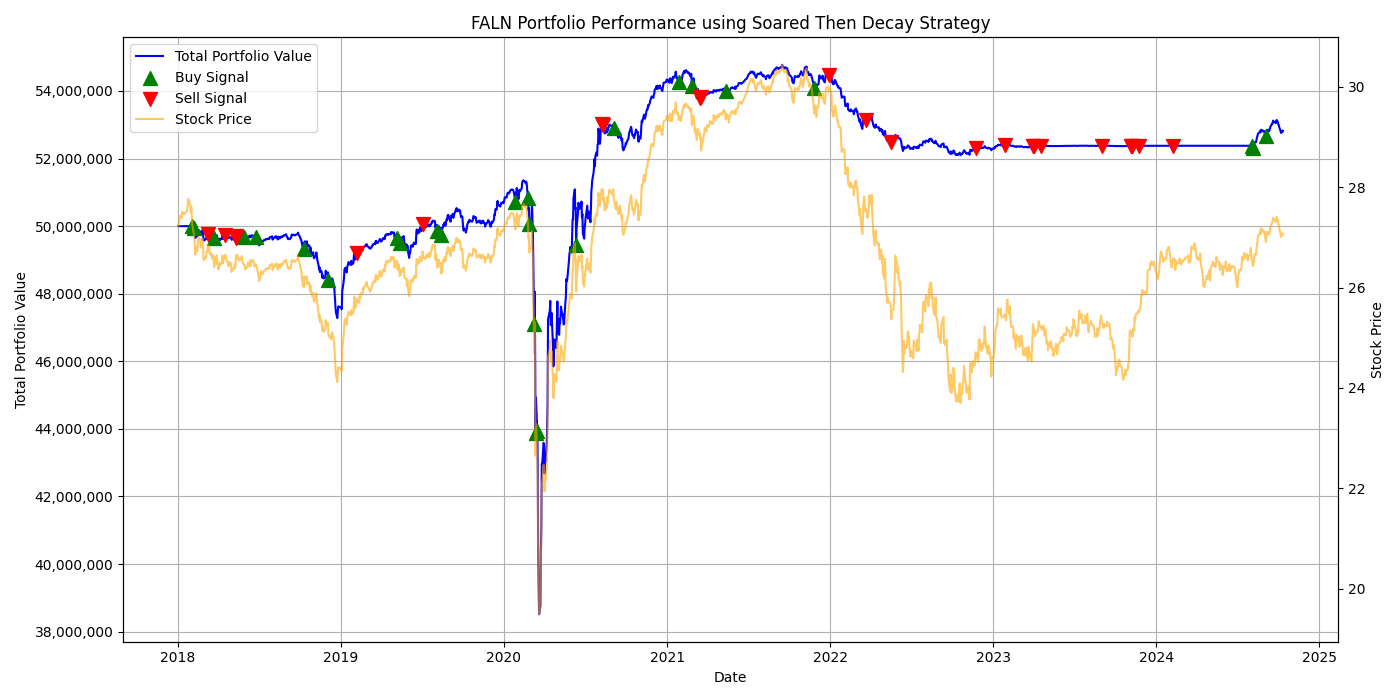 FALN Portfolio Performance using Soared Then Decay Strategy
Total Portfolio Value
Buy Signal
Sell Signal
Stock Price
54,000,000
52,000,000
50,000,000
48,000,000
46,000,000
44,000,000
42,000,000
40,000,000
38,000,000
Total Portfolio Value
30
28
26
24
22
20
Stock Price
2018 2019 2020 2021 2022 2023 2024 2025
Date